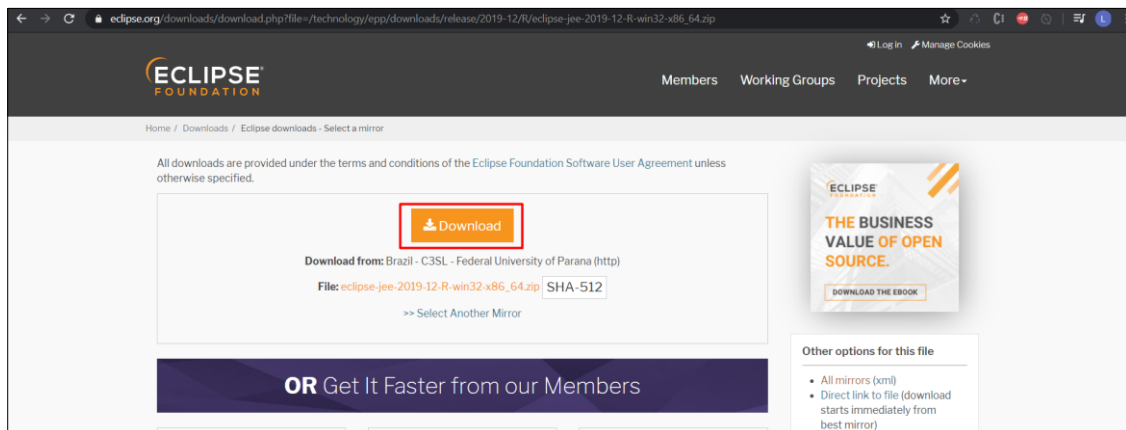 eclipse.org/downloads/download.php?file=/technology/epp/downloads/release/2019-12/R/eclipse-jee-2019-12-R-win32-x86_64.zip
L
Log in Manage Cookies
ECLIPSE
FOUNDATION
Members Working Groups Projects More
Home / Downloads / Eclipse downloads - Select a mirror
All downloads are provided under the terms and conditions of the Eclipse Foundation Software User Agreement unless
otherwise specified.
Download
Download from: Brazil - C3SL - Federal University of Parana (http)
File: eclipse-jee-2019-12-R-win32-x86_64.zip SHA-512
>> Select Another Mirror
OR Get It Faster from our Members
ECLIPSE
FOUNDATION
THE BUSINESS
VALUE OF OPEN
SOURCE.
DOWNLOAD THE EBOOK
Other options for this file
• All mirrors (xml)
• Direct link to file (download
starts immediately from
best mirror)